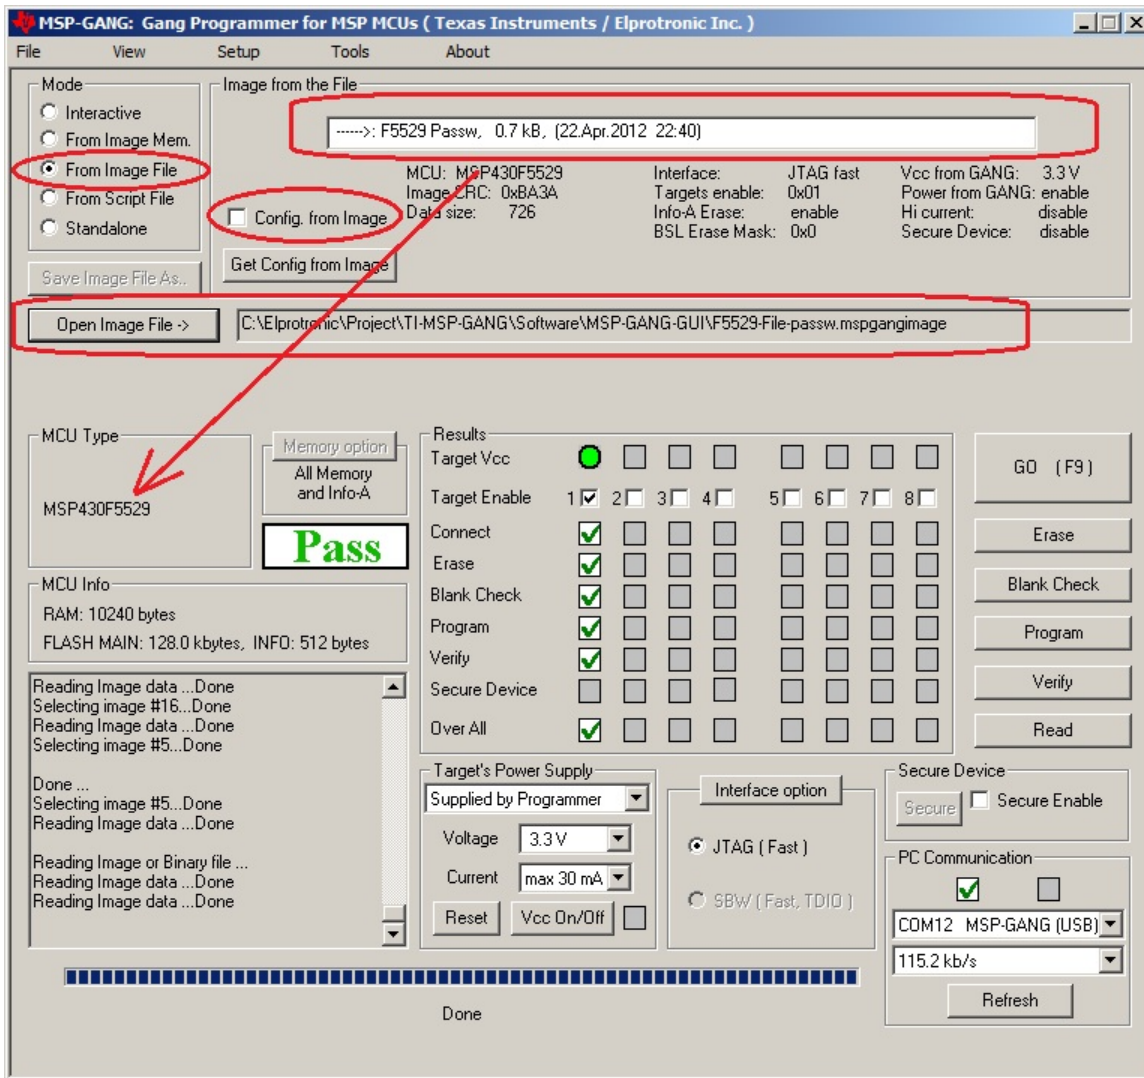 MSP-GANG: Gang Programmer for MSP MCUs ( Texas Instruments / Elprotronic Inc. )
File View Setup Tools About
Mode
Interactive
From Image Mem.
From Image File
From Script File
Standalone
Save Image File As..
Image from the File
----->: F5529 Passw, 0.7 kB, (22.Apr.2012 22:40)
Config. from Image
Get Config from Image
MCU: MSP430F5529
Image CRC: 0xBA3A
Data size: 726
Interface: JTAG fast
Targets enable: 0x01
Info-A Erase: enable
BSL Erase Mask: 0x0
Vcc from GANG: 3.3 V
Power from GANG: enable
Hi current: disable
Secure Device: disable
Open Image File ->
C:\Elprotronic\Project\TI-MSP-GANG\Software\MSP-GANG-GUI\F5529-File-passw.mspgangimage
MCU Type
MSP430F5529
Memory option
All Memory
and Info-A
Pass
MCU Info
RAM: 10240 bytes
FLASH MAIN: 128.0 kbytes, INFO: 512 bytes
Reading Image data ...Done
Selecting image #16...Done
Reading Image data ...Done
Selecting image #5...Done
Done ...
Selecting image #5...Done
Reading Image data ...Done
Reading Image or Binary file ...
Reading Image data ...Done
Reading Image data ...Done
Results
Target Vcc
Target Enable 1 2 3 4 5 6 7 8
Connect
Erase
Blank Check
Program
Verify
Secure Device
Over All
GO (F9)
Erase
Blank Check
Program
Verify
Read
Target's Power Supply
Supplied by Programmer
Voltage 3.3 V
Current max 30 mA
Reset Vcc On/Off
Interface option
JTAG ( Fast )
SBW ( Fast, TDIO )
Secure Device
Secure Secure Enable
PC Communication
COM12 MSP-GANG (USB)
115.2 kb/s
Refresh
Done